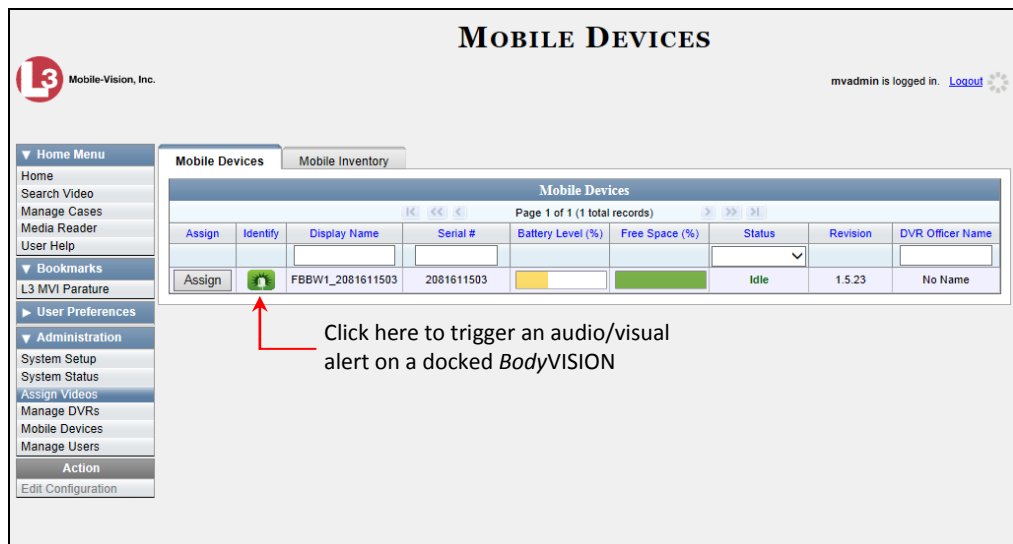 MOBILE DEVICES
L3 Mobile-Vision, Inc.
mvadmin is logged in. Logout
▼ Home Menu
Home
Search Video
Manage Cases
Media Reader
User Help
▼ Bookmarks
L3 MVI Parature
▶ User Preferences
▼ Administration
System Setup
System Status
Assign Videos
Manage DVRs
Mobile Devices
Manage Users
Action
Edit Configuration
Mobile Devices Mobile Inventory
Mobile Devices
|< << < Page 1 of 1 (1 total records) > >> >|
Assign Identify Display Name Serial # Battery Level (%) Free Space (%) Status Revision DVR Officer Name
Assign FBBW1_2081611503 2081611503 Idle 1.5.23 No Name
Click here to trigger an audio/visual
alert on a docked BodyVISION